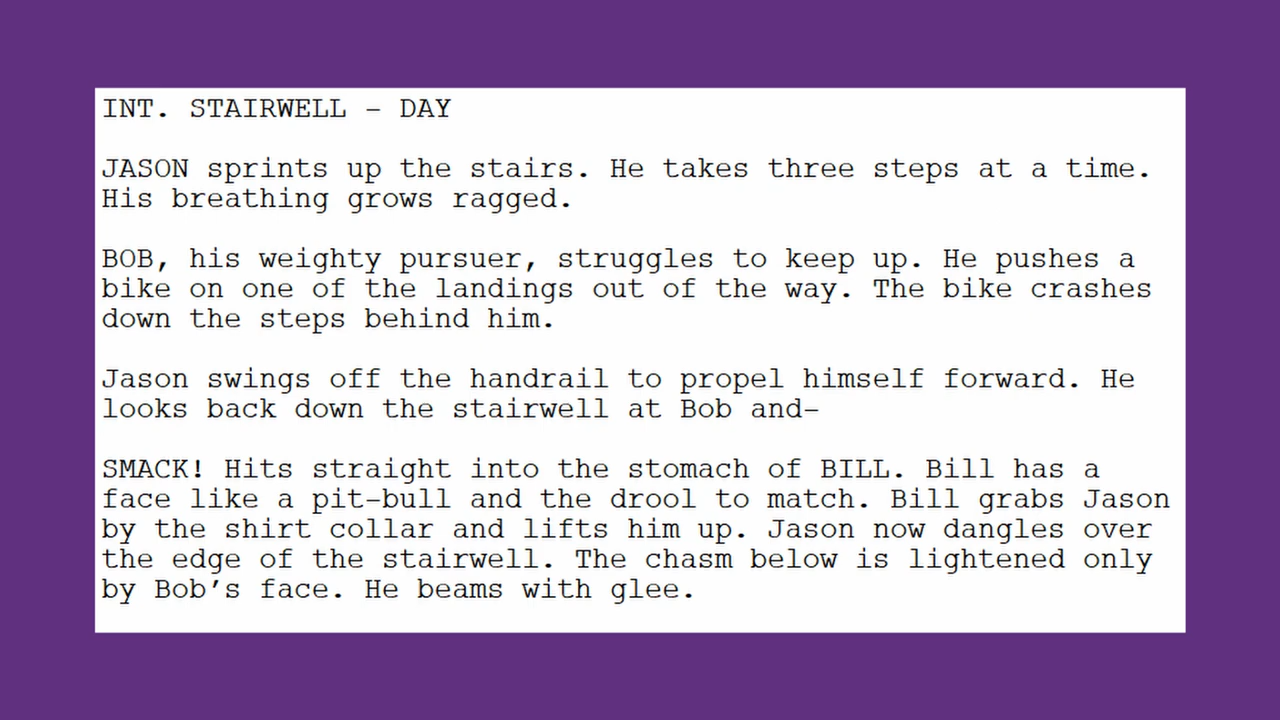 INT. STAIRWELL – DAY
JASON sprints up the stairs. He takes three steps at a time.
His breathing grows ragged.
BOB, his weighty pursuer, struggles to keep up. He pushes a
bike on one of the landings out of the way. The bike crashes
down the steps behind him.
Jason swings off the handrail to propel himself forward. He
looks back down the stairwell at Bob and–
SMACK! Hits straight into the stomach of BILL. Bill has a
face like a pit-bull and the drool to match. Bill grabs Jason
by the shirt collar and lifts him up. Jason now dangles over
the edge of the stairwell. The chasm below is lightened only
by Bob’s face. He beams with glee.